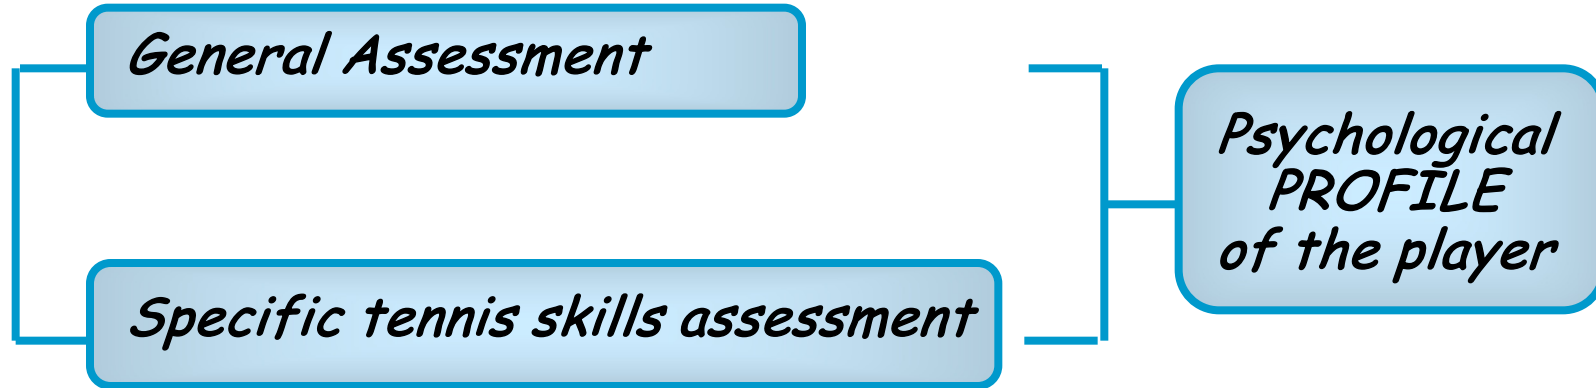 General Assessment
Psychological
PROFILE
of the player
Specific tennis skills assessment